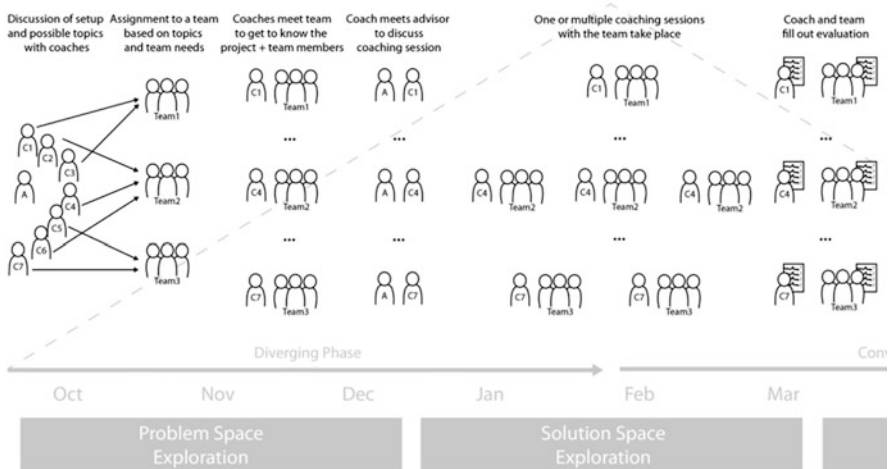 Discussion of setup
and possible topics
with coaches
Assignment to a team
based on topics
and team needs
Coaches meet team
to get to know the
project + team members
Coach meets advisor
to discuss
coaching session
One or multiple coaching sessions
with the team take place
Coach and team
fill out evaluation
C1
C2
C3
A
C4
C5
C6
C7
Team1
Team2
Team3
C1
Team1
...
C4
Team2
...
C7
Team3
A C1
...
A C4
...
A C7
C1
Team1
...
C4
Team2
C4
Team2
C4
Team2
...
C7
Team3
C7
Team3
C1
Team1
...
C4
Team2
...
C7
Team3
Diverging Phase
Conv
Oct Nov Dec Jan Feb Mar
Problem Space
Exploration
Solution Space
Exploration